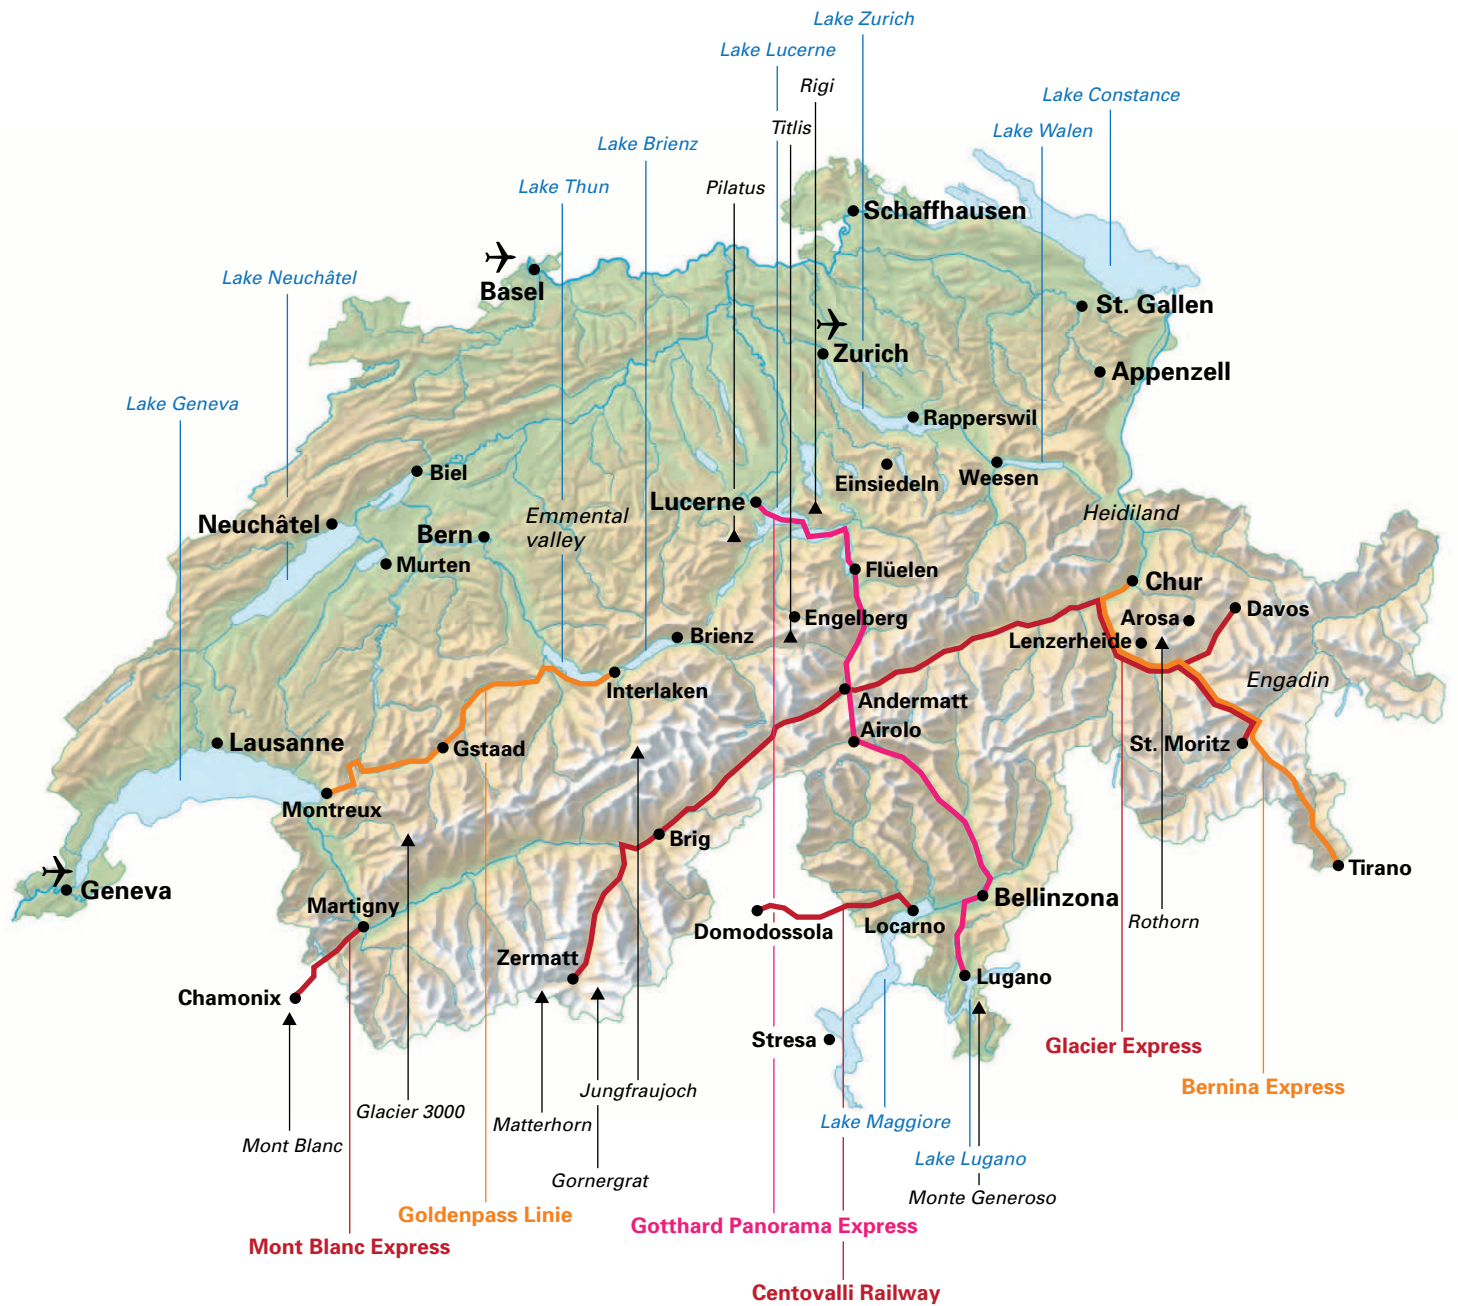 Lake Zurich
Lake Lucerne
Rigi
Lake Constance
Titlis
Lake Walen
Lake Brienz
Lake Thun
Pilatus
Schaffhausen
Basel
Lake Neuchâtel
St. Gallen
Zurich
Appenzell
Lake Geneva
Rapperswil
Biel
Einsiedeln
Weesen
Lucerne
Heidiland
Neuchâtel
Bern
Emmental
valley
Murten
Flüelen
Chur
Davos
Engelberg
Arosa
Brienz
Lenzerheide
Interlaken
Engadin
Andermatt
Airolo
Lausanne
Gstaad
St. Moritz
Montreux
Brig
Tirano
Geneva
Martigny
Bellinzona
Domodossola
Locarno
Rothorn
Zermatt
Lugano
Chamonix
Stresa
Glacier Express
Bernina Express
Jungfraujoch
Glacier 3000
Matterhorn
Lake Maggiore
Mont Blanc
Lake Lugano
Gornergrat
Monte Generoso
Goldenpass Linie
Gotthard Panorama Express
Mont Blanc Express
Centovalli Railway